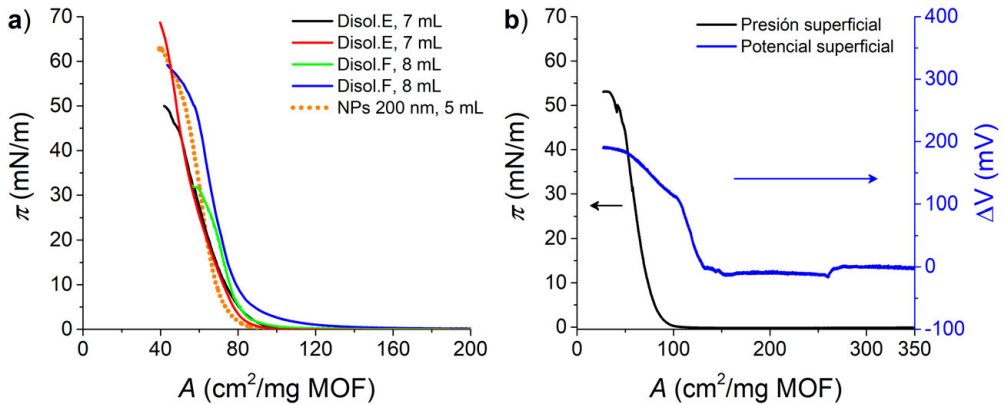 a)
Disol.E, 7 mL
Disol.E, 7 mL
Disol.F, 8 mL
Disol.F, 8 mL
NPs 200 nm, 5 mL
π (mN/m)
70
60
50
40
30
20
10
0
0 40 80 120 160 200
A (cm²/mg MOF)
b)
Presión superficial
Potencial superficial
π (mN/m)
70
60
50
40
30
20
10
0
0 100 200 300 350
A (cm²/mg MOF)
400
300
200
100
0
-100
ΔV (mV)